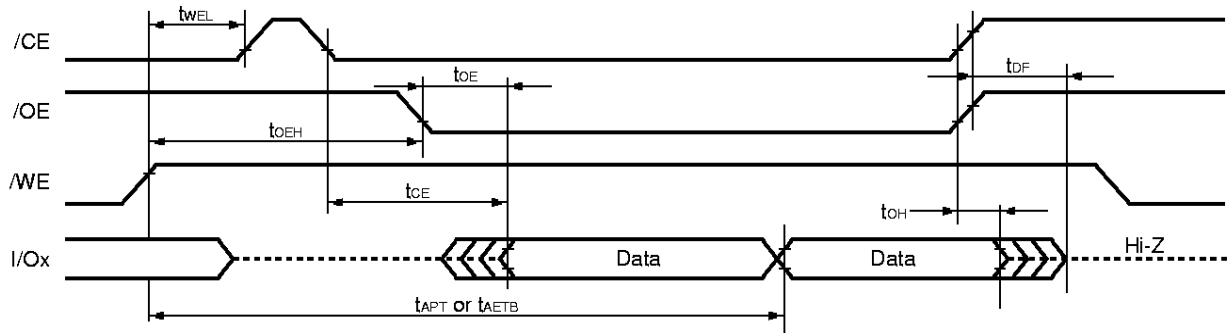 twEL
/CE
tOE
tDF
/OE
tOEH
/WE
tCE
tOH
I/Ox
Data
Data
Hi-Z
tAPT or tAETB